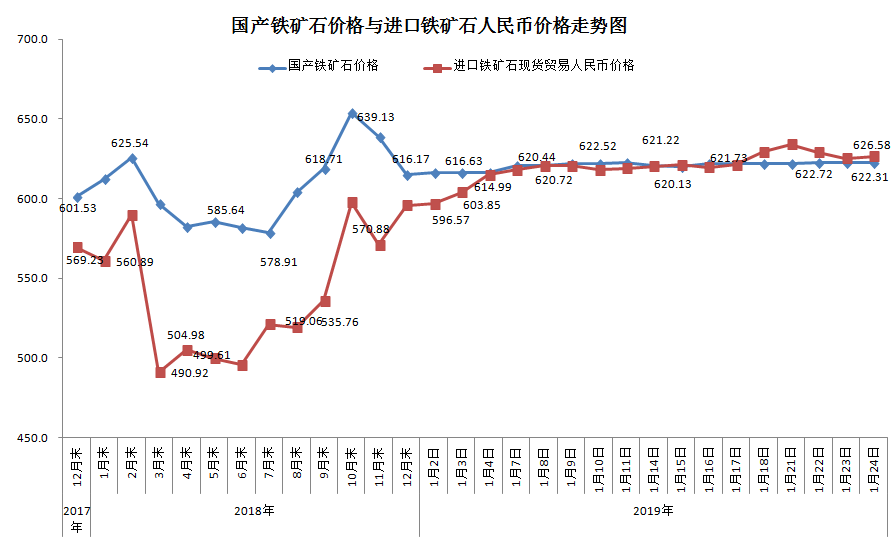 国产铁矿石价格与进口铁矿石人民币价格走势图
国产铁矿石价格
进口铁矿石现货贸易人民币价格
700.0
650.0
600.0
550.0
500.0
450.0
601.53
625.54
585.64
578.91
618.71
639.13
616.17
616.63
620.44
622.52
620.13
621.73
622.72
622.31
569.23
560.89
490.92
504.98
499.61
519.06
535.76
570.88
596.57
603.85
614.99
620.72
621.22
626.58
12月末
1月末
2月末
3月末
4月末
5月末
6月末
7月末
8月末
9月末
10月末
11月末
12月末
1月2日
1月3日
1月4日
1月7日
1月8日
1月9日
1月10日
1月11日
1月14日
1月15日
1月16日
1月17日
1月18日
1月21日
1月22日
1月23日
1月24日
2017年
2018年
2019年